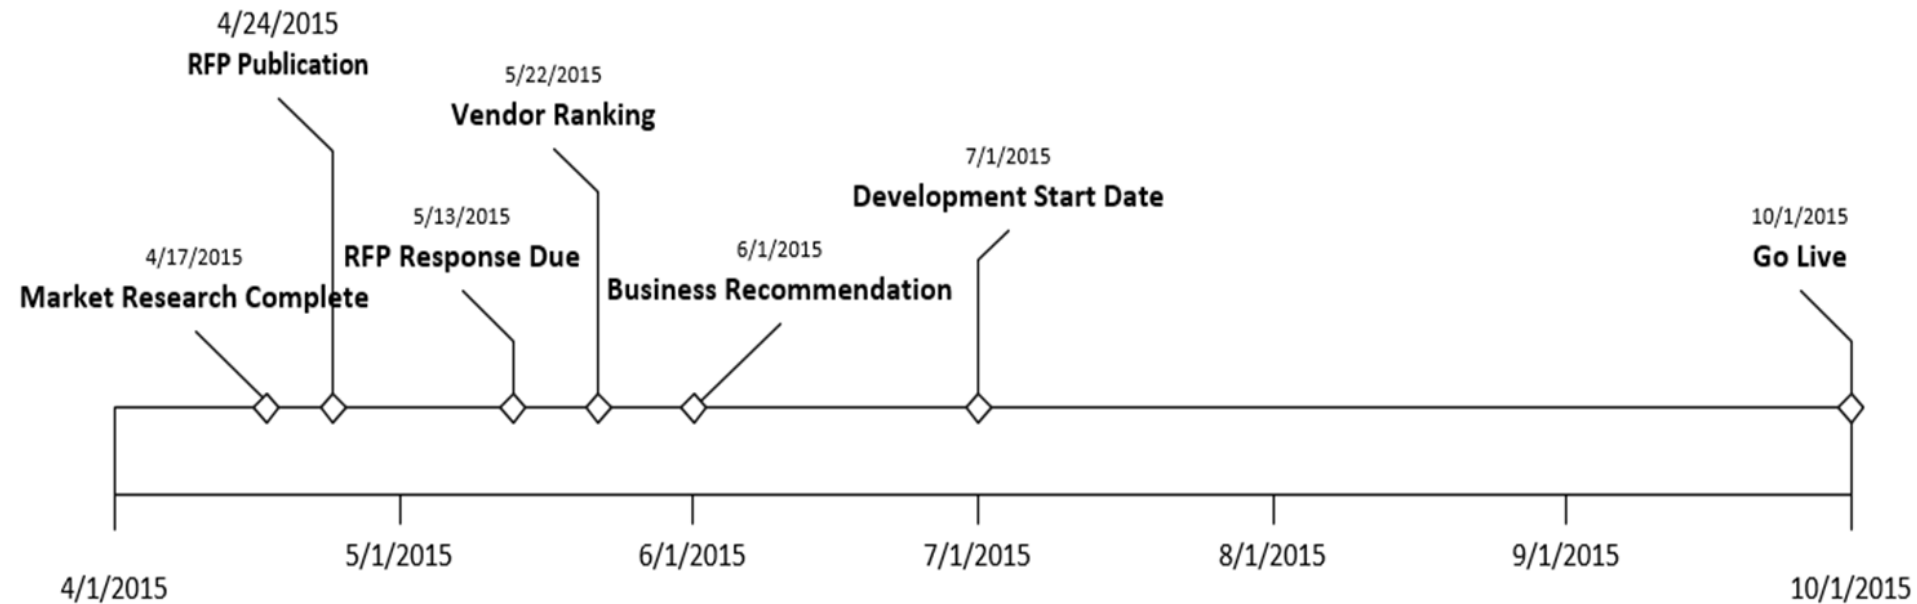 4/24/2015
RFP Publication
5/22/2015
Vendor Ranking
7/1/2015
Development Start Date
5/13/2015
RFP Response Due
10/1/2015
Go Live
6/1/2015
Business Recommendation
4/17/2015
Market Research Complete
5/1/2015
6/1/2015
7/1/2015
8/1/2015
9/1/2015
4/1/2015
10/1/2015